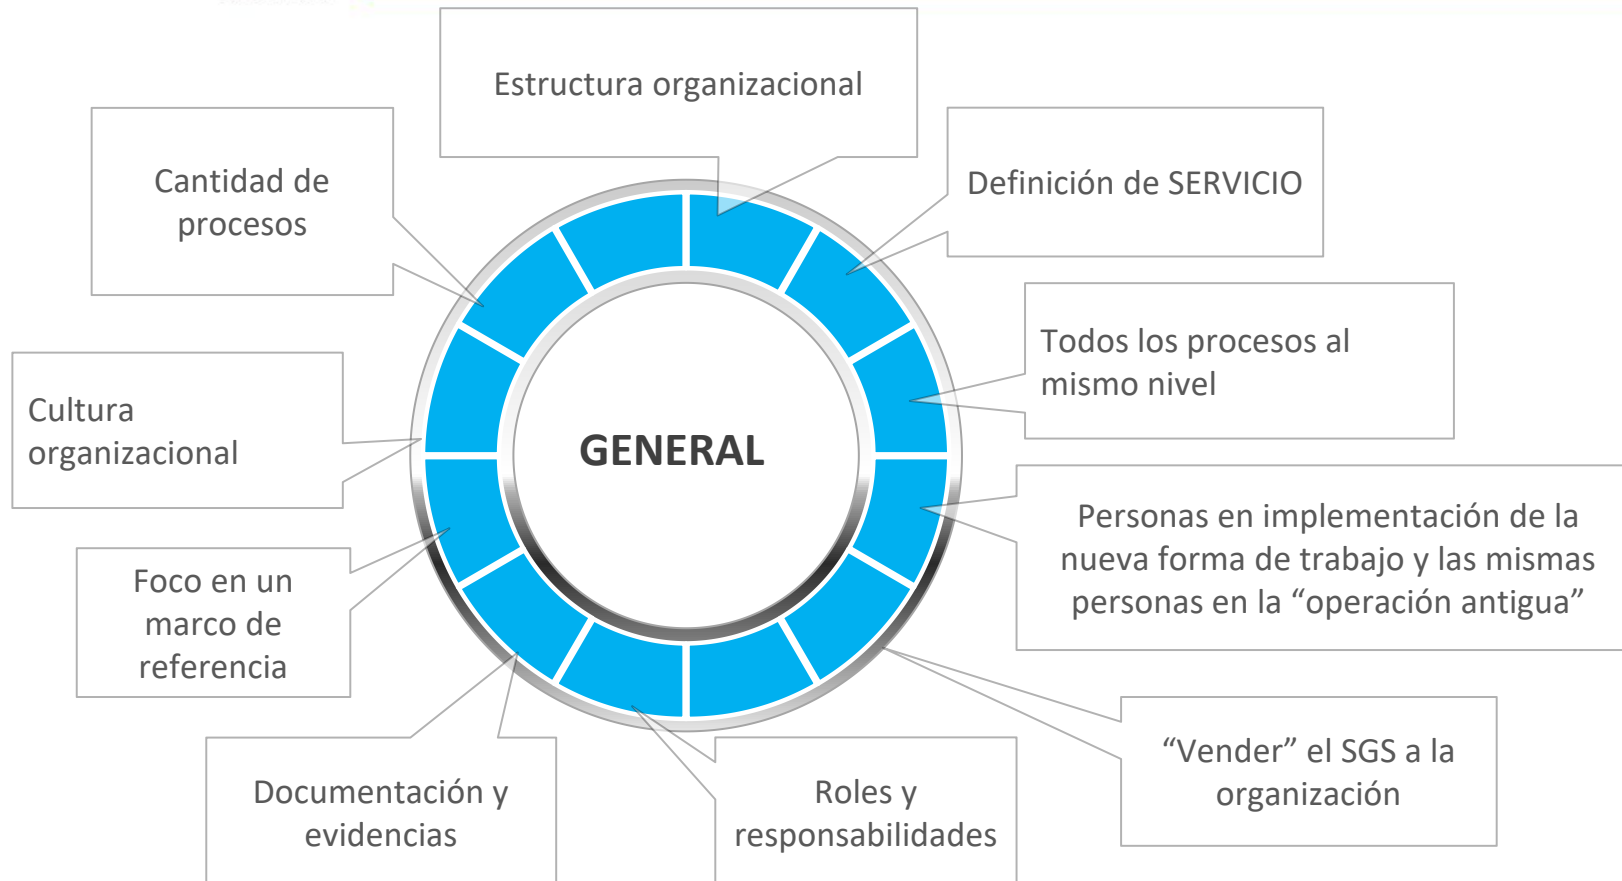 Estructura organizacional
Cantidad de
procesos
Definición de SERVICIO
Todos los procesos al
mismo nivel
Cultura
organizacional
GENERAL
Personas en implementación de la
nueva forma de trabajo y las mismas
personas en la “operación antigua”
Foco en un
marco de
referencia
“Vender” el SGS a la
organización
Documentación y
evidencias
Roles y
responsabilidades